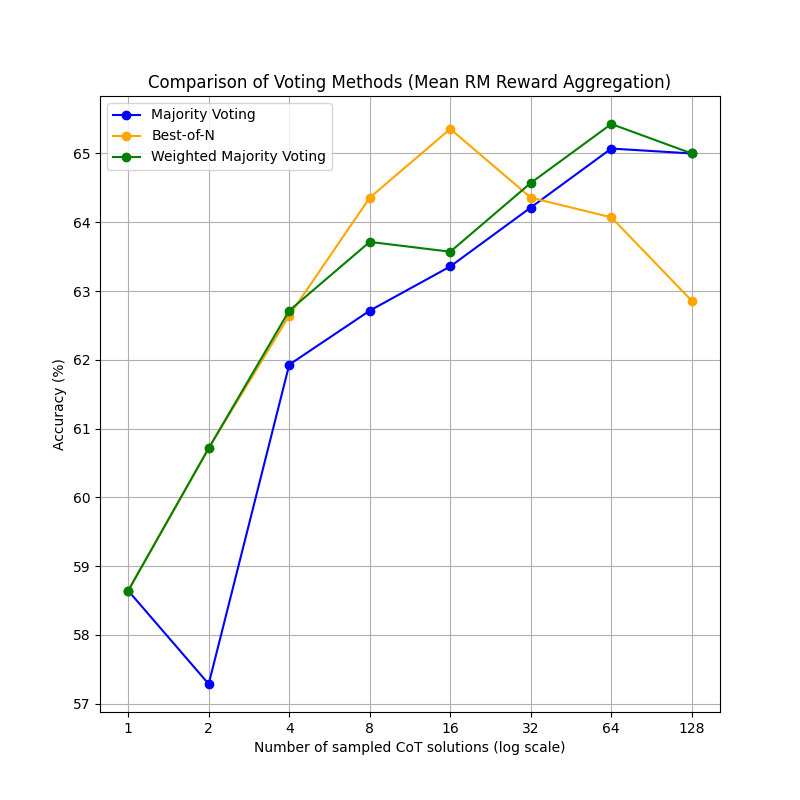 Comparison of Voting Methods (Mean RM Reward Aggregation)
Majority Voting
Best-of-N
Weighted Majority Voting
65
64
63
62
61
60
59
58
57
Accuracy (%)
1 2 4 8 16 32 64 128
Number of sampled CoT solutions (log scale)